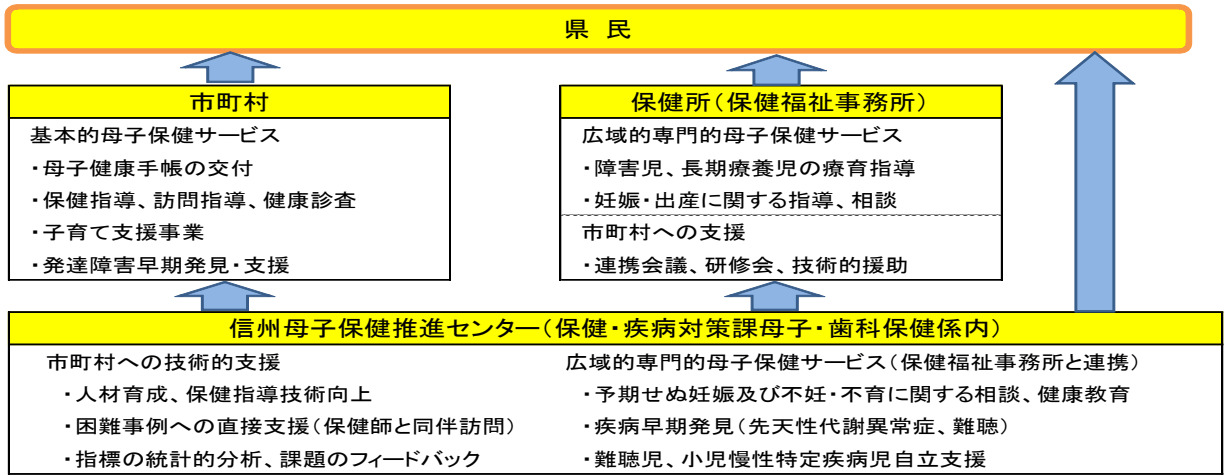 県 民
市町村
基本的母子保健サービス
・母子健康手帳の交付
・保健指導、訪問指導、健康診査
・子育て支援事業
・発達障害早期発見・支援
保健所（保健福祉事務所）
広域的専門的母子保健サービス
・障害児、長期療養児の療育指導
・妊娠・出産に関する指導、相談
市町村への支援
・連携会議、研修会、技術的援助
信州母子保健推進センター（保健・疾病対策課母子・歯科保健係内）
市町村への技術的支援
・人材育成、保健指導技術向上
・困難事例への直接支援（保健師と同伴訪問）
・指標の統計的分析、課題のフィードバック
広域的専門的母子保健サービス（保健福祉事務所と連携）
・予期せぬ妊娠及び不妊・不育に関する相談、健康教育
・疾病早期発見（先天性代謝異常症、難聴）
・難聴児、小児慢性特定疾病児自立支援